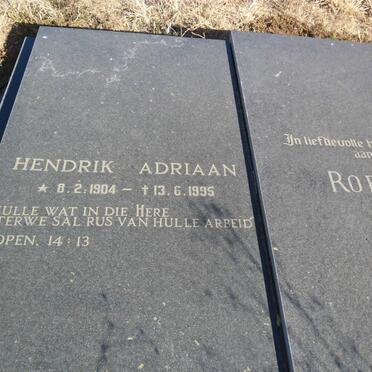 HENDRIK ADRIAAN
★ 8.2.1904 – † 13.6.1995
HULLE WAT IN DIE HERE
STERWE SAL RUS VAN HULLE ARBEID
OPEN. 14:13
In liefdevolle
aan
RO